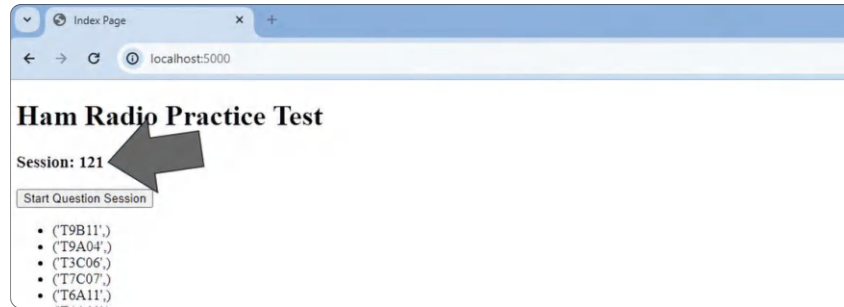 Index Page
localhost:5000
Ham Radio Practice Test
Session: 121
Start Question Session
• ('T9B11',)
• ('T9A04',)
• ('T3C06',)
• ('T7C07',)
• ('T6A11',)